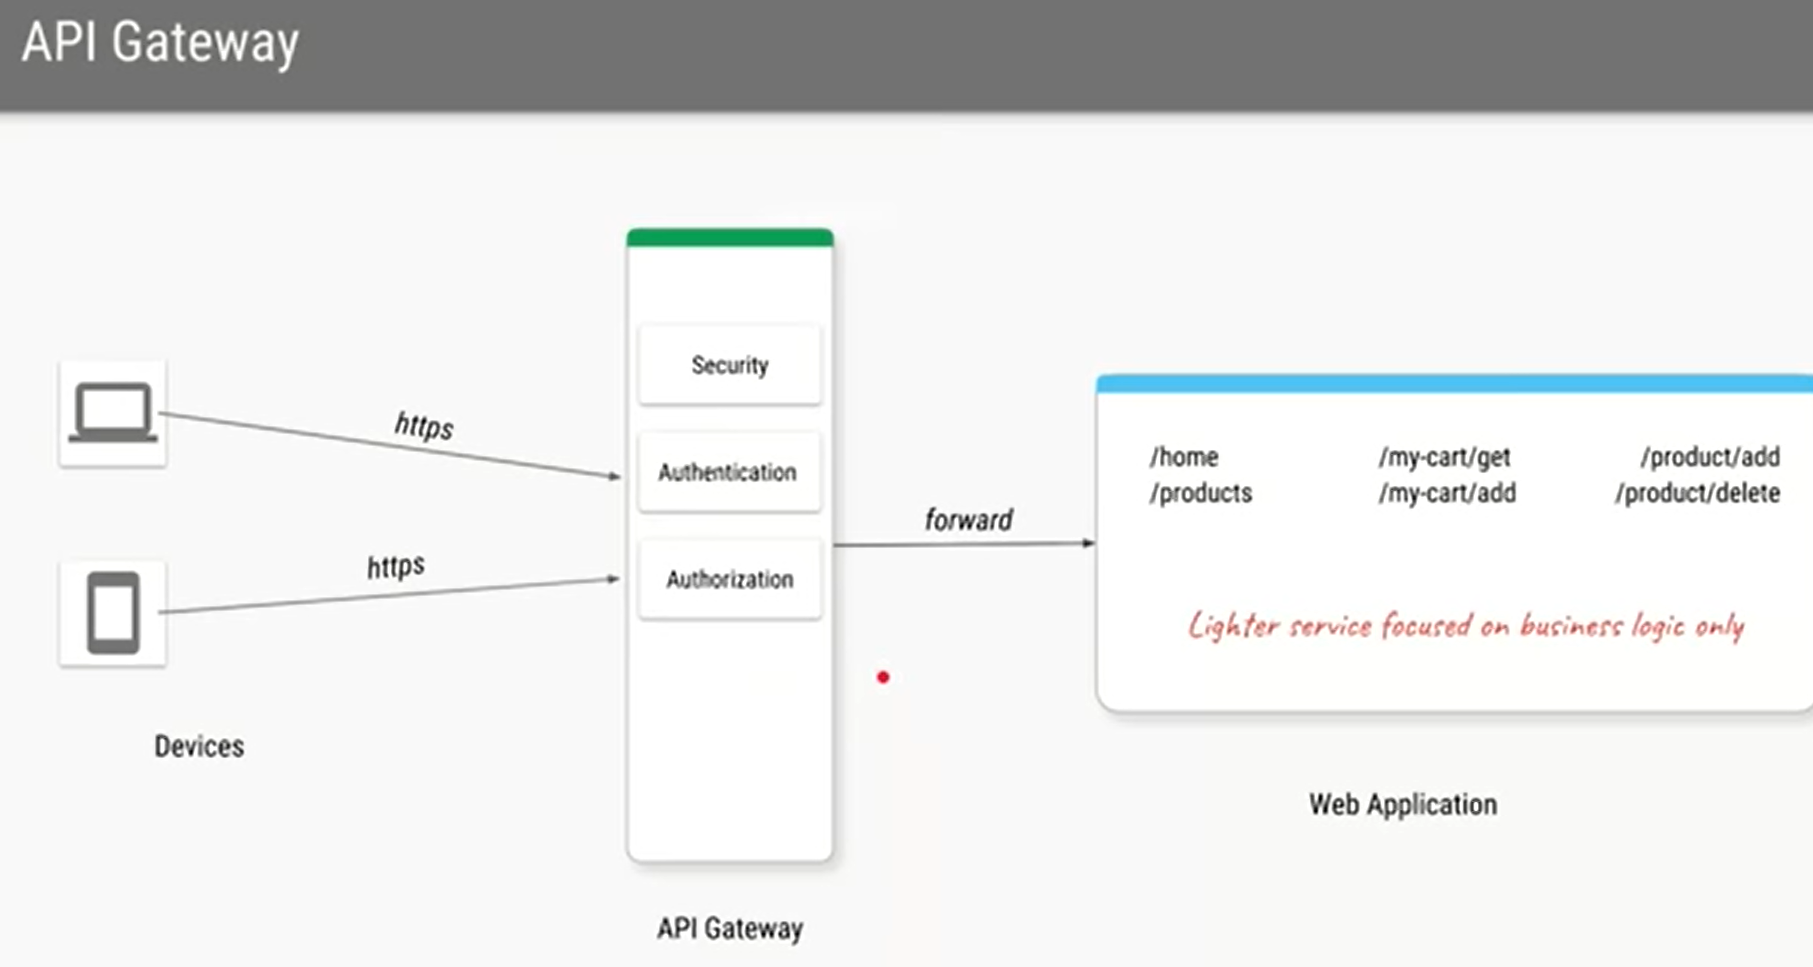 API Gateway
https
https
Devices
Security
Authentication
Authorization
API Gateway
forward
/home
/products
/my-cart/get
/my-cart/add
/product/add
/product/delete
Lighter service focused on business logic only
Web Application